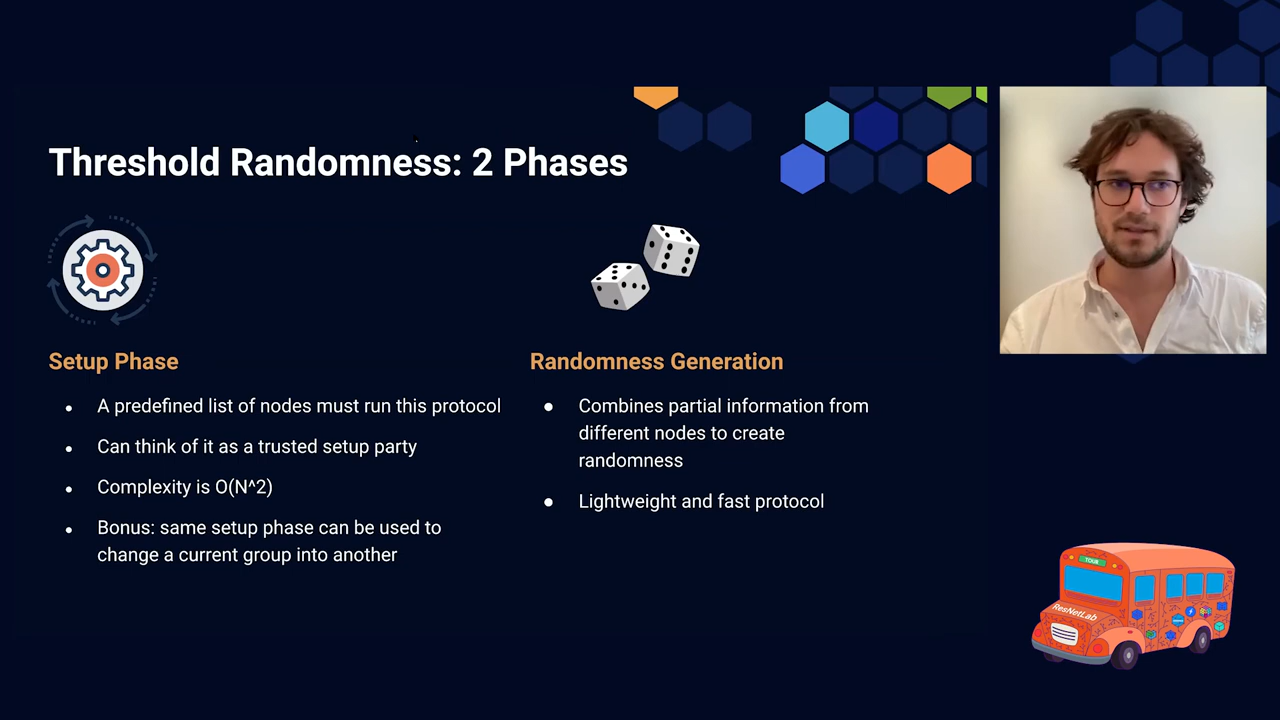 Threshold Randomness: 2 Phases
Setup Phase
A predefined list of nodes must run this protocol
Can think of it as a trusted setup party
Complexity is O(N^2)
Bonus: same setup phase can be used to
change a current group into another
Randomness Generation
Combines partial information from
different nodes to create
randomness
Lightweight and fast protocol
TOUR
ResNetLab